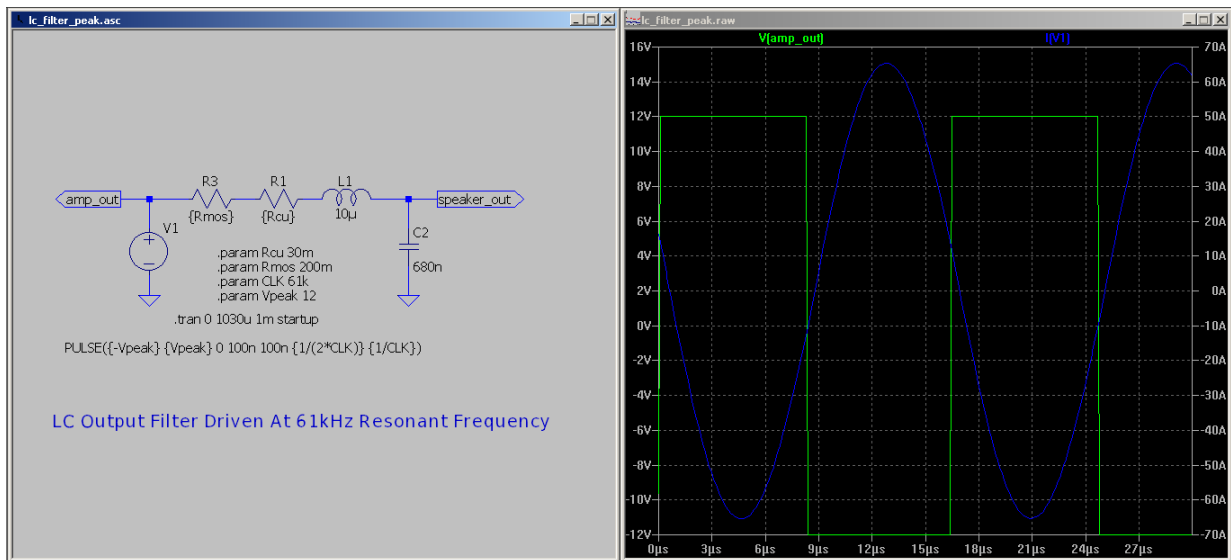 lc_filter_peak.asc
amp_out
R3
{Rmos}
R1
{Rcu}
L1
10µ
speaker_out
V1
C2
680n
.param Rcu 30m
.param Rmos 200m
.param CLK 61k
.param Vpeak 12
.tran 0 1030u 1m startup
PULSE({-Vpeak} {Vpeak} 0 100n 100n {1/(2*CLK)} {1/CLK})
LC Output Filter Driven At 61kHz Resonant Frequency
lc_filter_peak.raw
V(amp_out) I(V1)
16V 70A
14V 60A
12V 50A
10V 40A
8V 30A
6V 20A
4V 10A
2V 0A
0V -10A
-2V -20A
-4V -30A
-6V -40A
-8V -50A
-10V -60A
-12V -70A
0µs 3µs 6µs 9µs 12µs 15µs 18µs 21µs 24µs 27µs